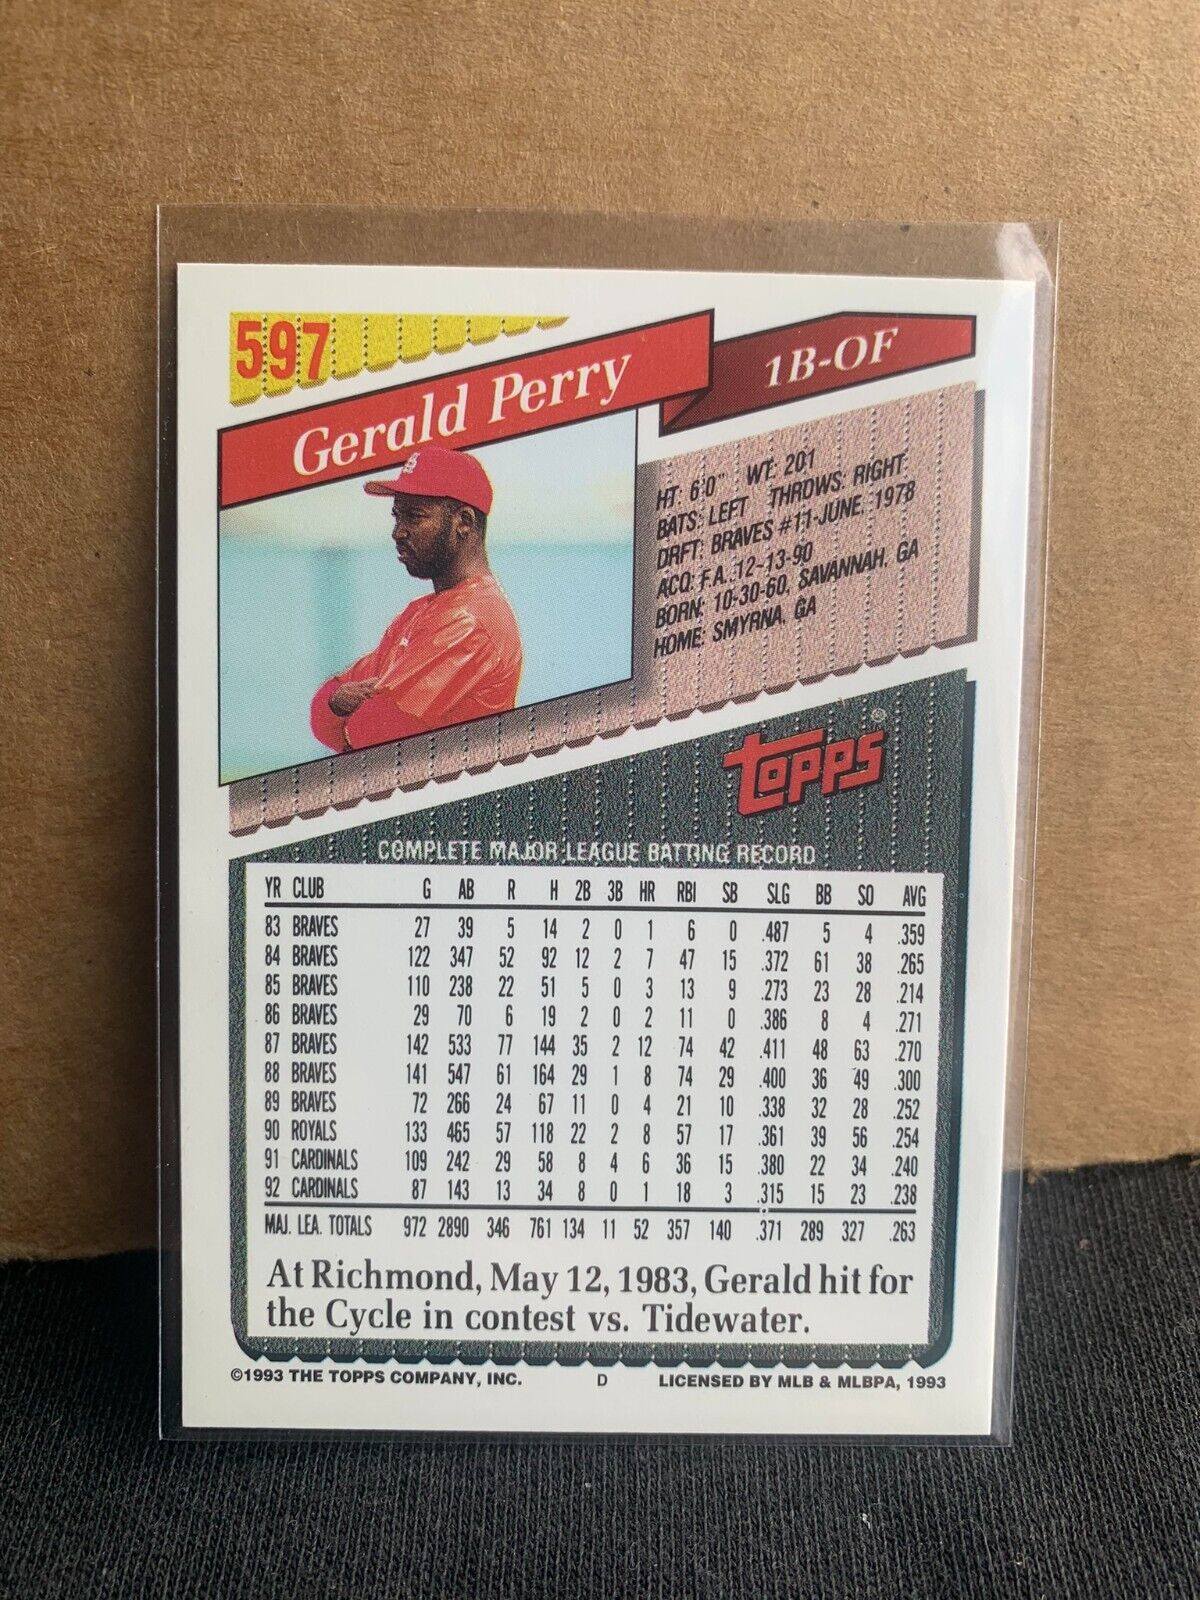 597
Gerald Perry
1B-OF
HT: 6'0" WT: 201
BATS: LEFT THROWS: RIGHT
DRFT: BRAVES #11-JUNE, 1978
ACQ: F.A. 12-13-90
BORN: 10-30-60, SAVANNAH, GA
HOME: SMYRNA, GA
TOPPS®
COMPLETE MAJOR LEAGUE BATTING RECORD
YR CLUB G AB R H 2B 3B HR RBI SB SLG BB SO AVG
83 BRAVES 27 39 5 14 2 0 1 6 0 .487 5 4 .359
84 BRAVES 122 347 52 92 12 2 7 47 15 .372 61 38 .265
85 BRAVES 110 238 22 51 5 0 3 13 9 .273 23 28 .214
86 BRAVES 29 70 6 19 2 0 2 11 0 .386 8 4 .271
87 BRAVES 142 533 77 144 35 2 12 74 42 .411 48 63 .270
88 BRAVES 141 547 61 164 29 1 8 74 29 .400 36 49 .300
89 BRAVES 72 266 24 67 11 0 4 21 10 .338 32 28 .252
90 ROYALS 133 465 57 118 22 2 8 57 17 .361 39 56 .254
91 CARDINALS 109 242 29 58 8 4 6 36 15 .380 22 34 .240
92 CARDINALS 87 143 13 34 8 0 1 18 3 .315 15 23 .238
MAJ. LEA. TOTALS 972 2890 346 761 134 11 52 357 140 .371 289 327 .263
At Richmond, May 12, 1983, Gerald hit for
the Cycle in contest vs. Tidewater.
©1993 THE TOPPS COMPANY, INC. D LICENSED BY MLB & MLBPA, 1993